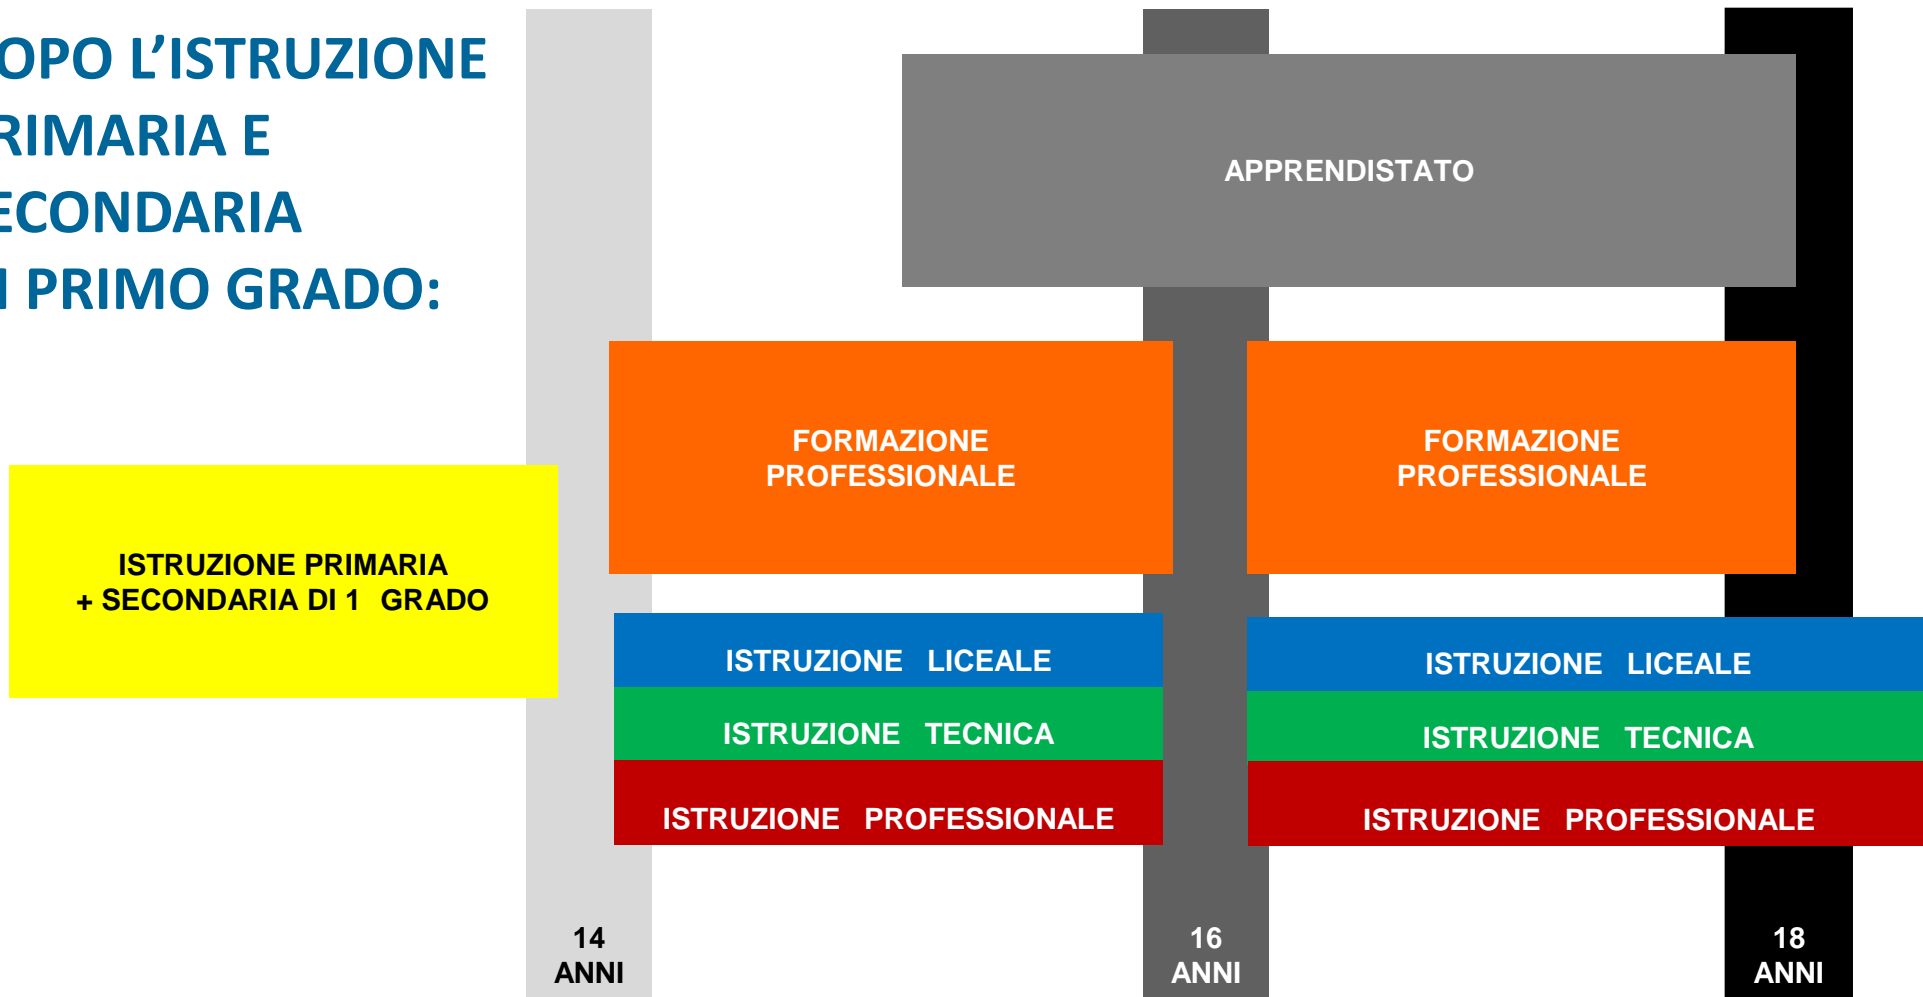 OPO L’ISTRUZIONE
RIMARIA E
ECONDARIA
I PRIMO GRADO:
APPRENDISTATO
FORMAZIONE
PROFESSIONALE
FORMAZIONE
PROFESSIONALE
ISTRUZIONE PRIMARIA
+ SECONDARIA DI 1 GRADO
ISTRUZIONE LICEALE
ISTRUZIONE TECNICA
ISTRUZIONE PROFESSIONALE
ISTRUZIONE LICEALE
ISTRUZIONE TECNICA
ISTRUZIONE PROFESSIONALE
14
ANNI
16
ANNI
18
ANNI